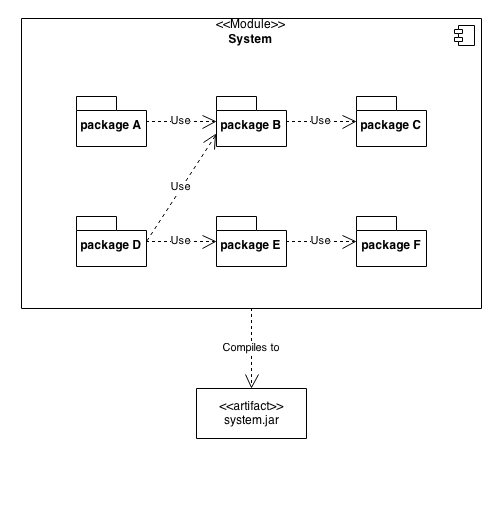 <<Module>>
System
package A
Use
package B
Use
package C
Use
package D
Use
package E
Use
package F
Compiles to
<<artifact>>
system.jar